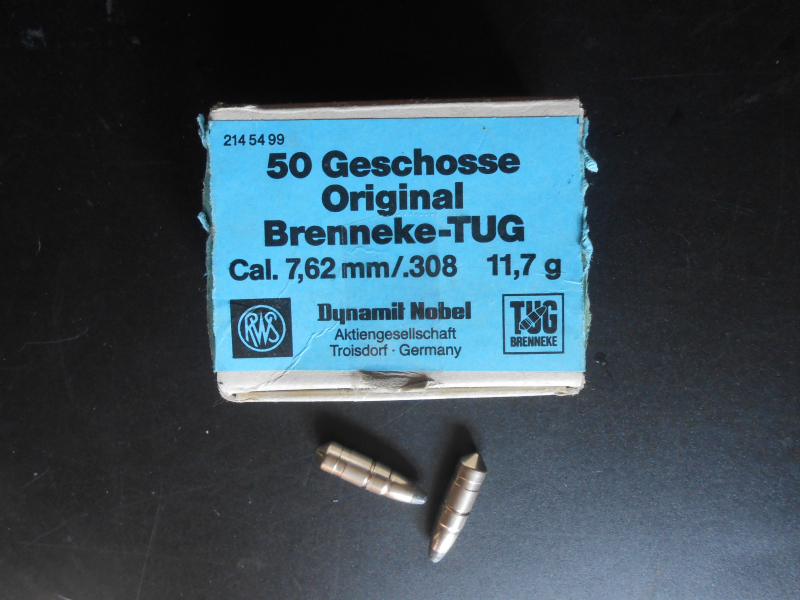 214 54 99
50 Geschosse
Original
Brenneke-TUG
Cal. 7,62 mm/.308 11,7 g
RWS
Dynamit Nobel
Aktiengesellschaft
Troisdorf · Germany
TUG
BRENNEKE